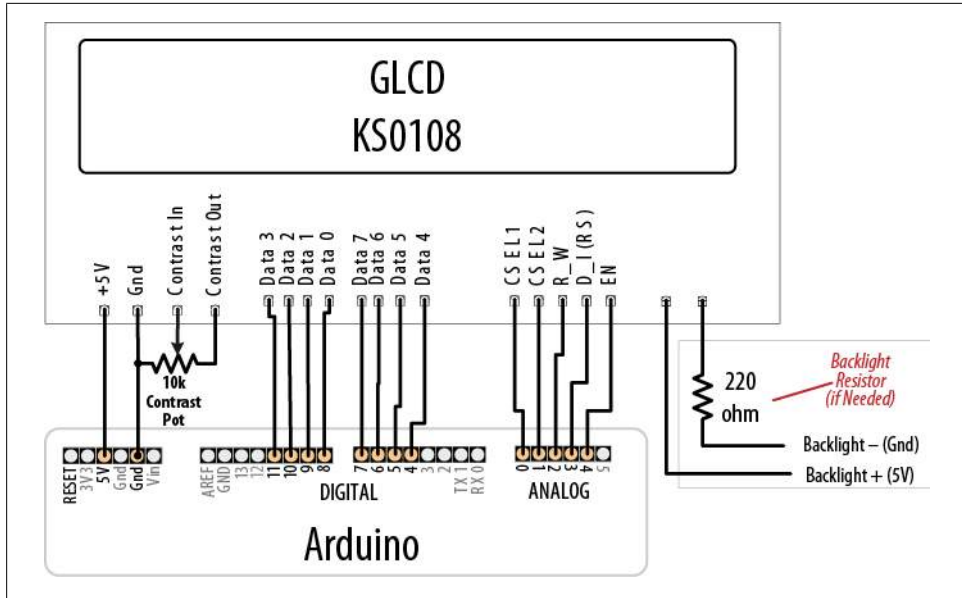 GLCD
KS0108
+5V
Gnd
Contrast In
Contrast Out
Data 3
Data 2
Data 1
Data 0
Data 7
Data 6
Data 5
Data 4
CSEL1
CSEL2
R_W
D_I(RS)
EN
10k
Contrast
Pot
220
ohm
Backlight
Resistor
(if Needed)
Backlight – (Gnd)
Backlight + (5V)
RESET
3V3
5V
Gnd
Gnd
Vin
AREF
GND
13
12
11
10
9
8
7
6
5
4
3
2
TX 1
RX 0
0
1
2
3
4
5
DIGITAL
ANALOG
Arduino